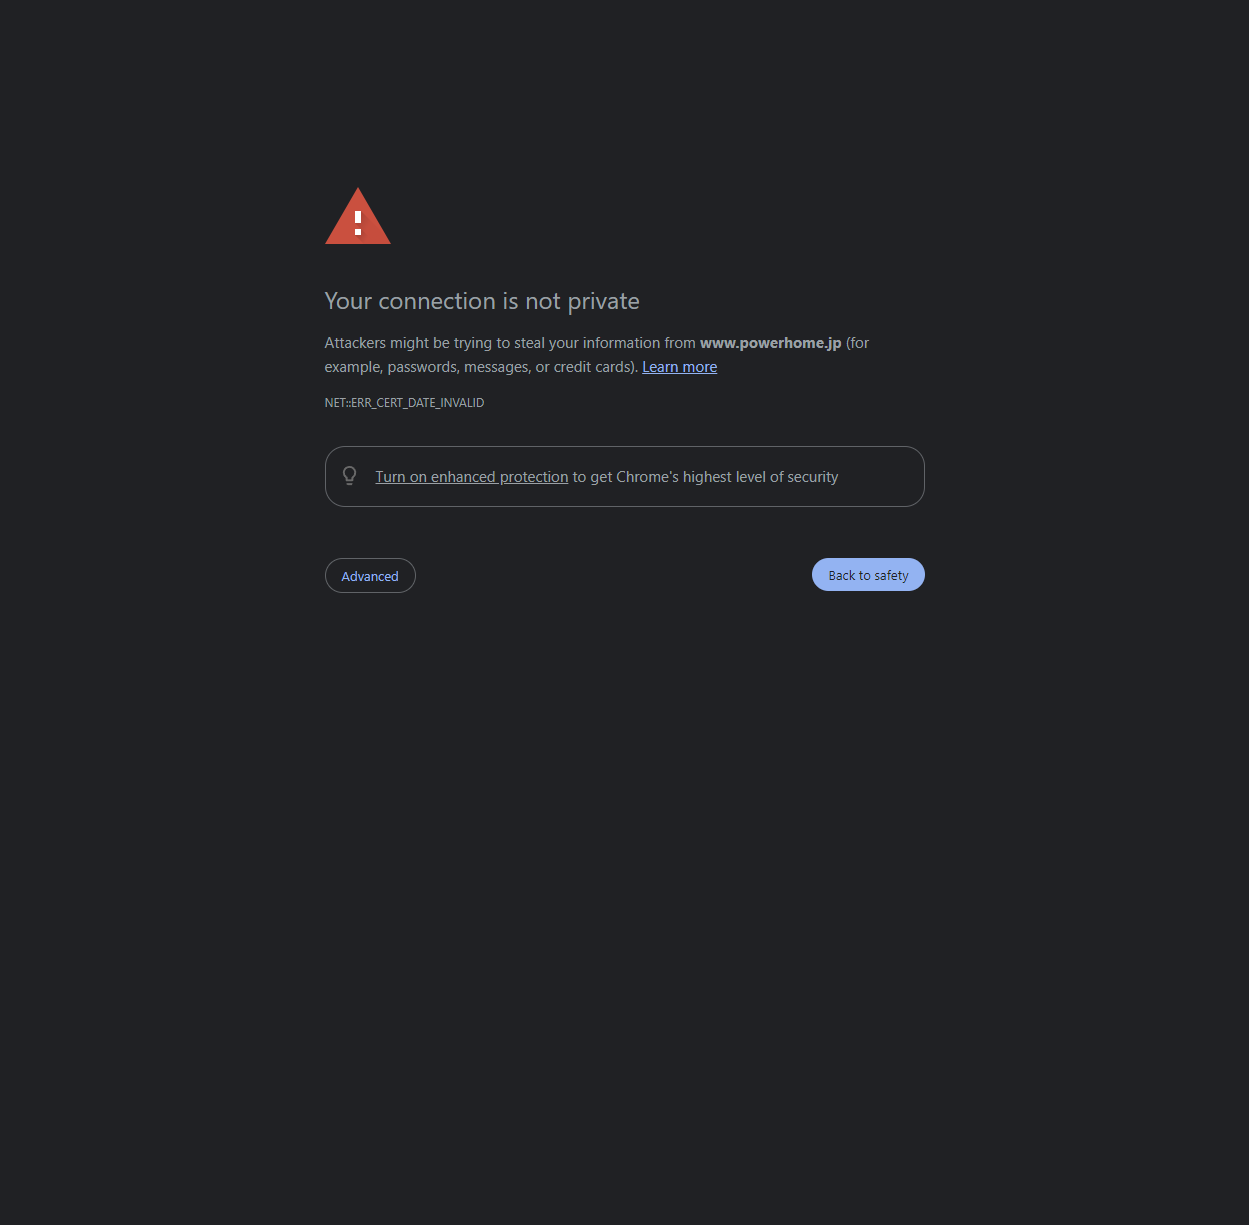 Your connection is not private
Attackers might be trying to steal your information from www.powerhome.jp (for
example, passwords, messages, or credit cards). Learn more
NET::ERR_CERT_DATE_INVALID
Turn on enhanced protection to get Chrome's highest level of security
Advanced
Back to safety